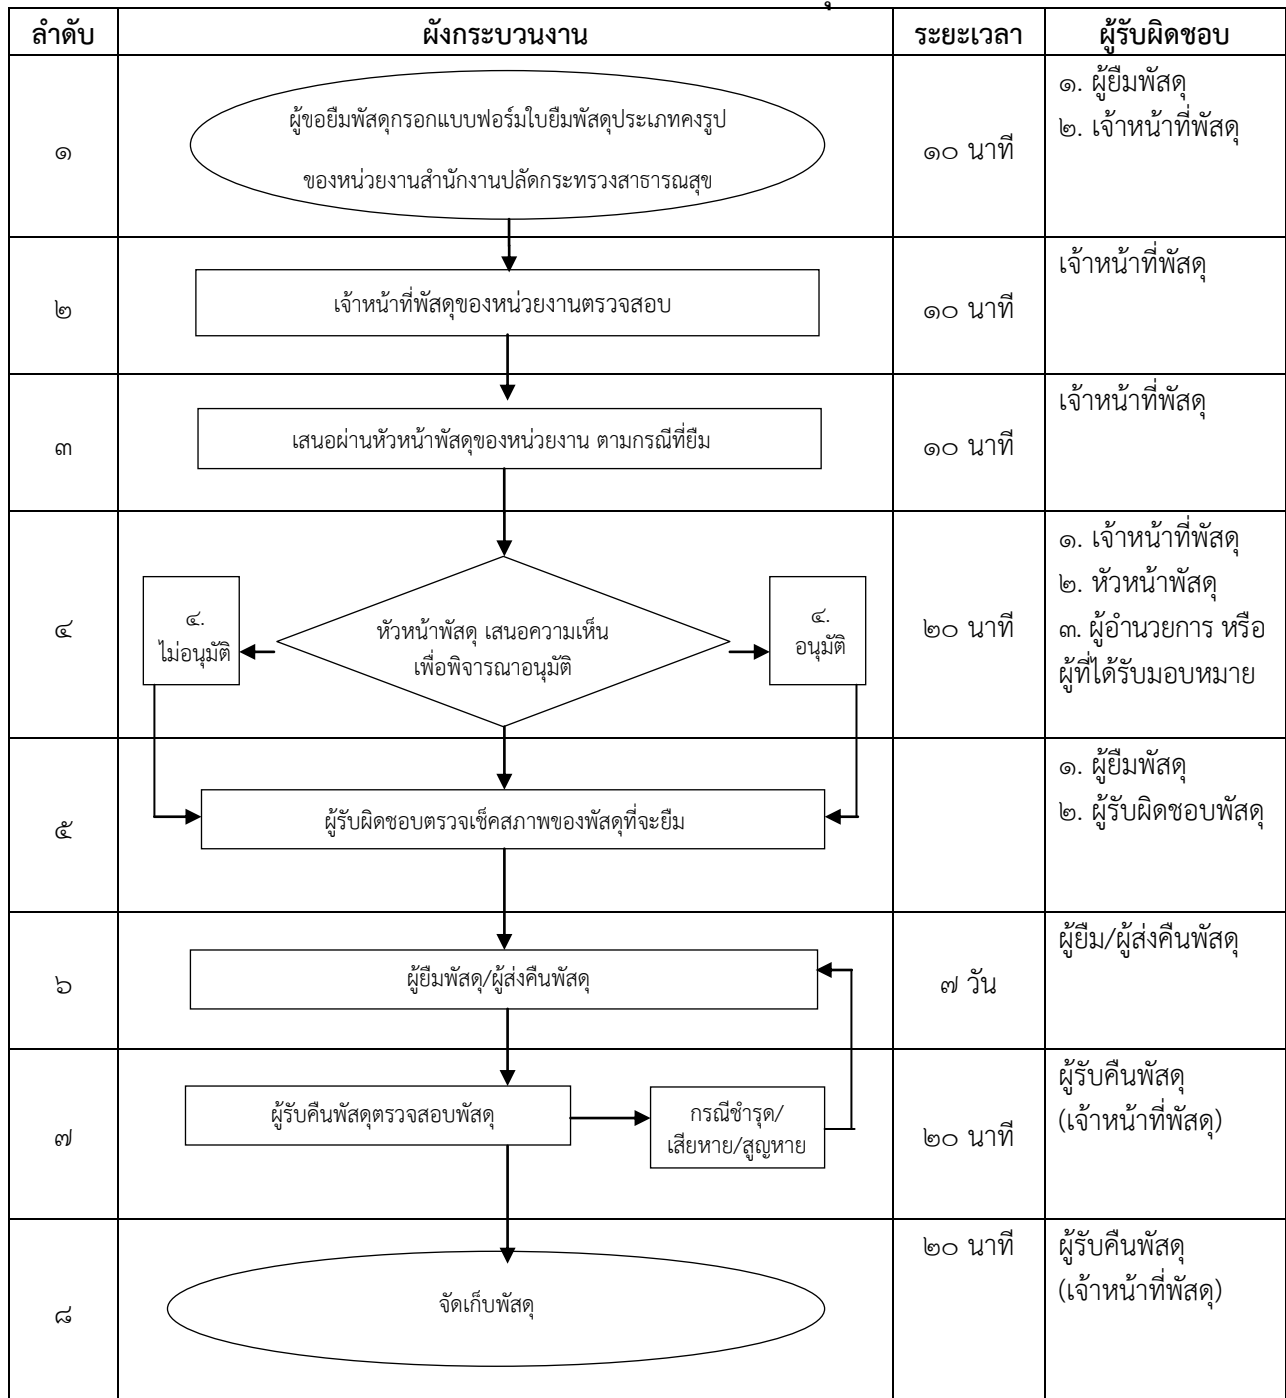 ลำดับ ผังกระบวนงาน ระยะเวลา ผู้รับผิดชอบ
๑
ผู้ขอยืมพัสดุกรอกแบบฟอร์มใบยืมพัสดุประเภทคงรูป
ของหน่วยงานสำนักงานปลัดกระทรวงสาธารณสุข
๑๐ นาที
๑. ผู้ยืมพัสดุ
๒. เจ้าหน้าที่พัสดุ
๒
เจ้าหน้าที่พัสดุของหน่วยงานตรวจสอบ
๑๐ นาที
เจ้าหน้าที่พัสดุ
๓
เสนอผ่านหัวหน้าพัสดุของหน่วยงาน ตามกรณีที่ยืม
๑๐ นาที
เจ้าหน้าที่พัสดุ
๔
๔.
ไม่อนุมัติ
หัวหน้าพัสดุ เสนอความเห็น
เพื่อพิจารณาอนุมัติ
๔.
อนุมัติ
๒๐ นาที
๑. เจ้าหน้าที่พัสดุ
๒. หัวหน้าพัสดุ
๓. ผู้อำนวยการ หรือ
ผู้ที่ได้รับมอบหมาย
๕
ผู้รับผิดชอบตรวจเช็คสภาพของพัสดุที่จะยืม
๑. ผู้ยืมพัสดุ
๒. ผู้รับผิดชอบพัสดุ
๖
ผู้ยืมพัสดุ/ผู้ส่งคืนพัสดุ
๗ วัน
ผู้ยืม/ผู้ส่งคืนพัสดุ
๗
ผู้รับคืนพัสดุตรวจสอบพัสดุ
กรณีชำรุด/
เสียหาย/สูญหาย
๒๐ นาที
ผู้รับคืนพัสดุ
(เจ้าหน้าที่พัสดุ)
๘
จัดเก็บพัสดุ
๒๐ นาที
ผู้รับคืนพัสดุ
(เจ้าหน้าที่พัสดุ)